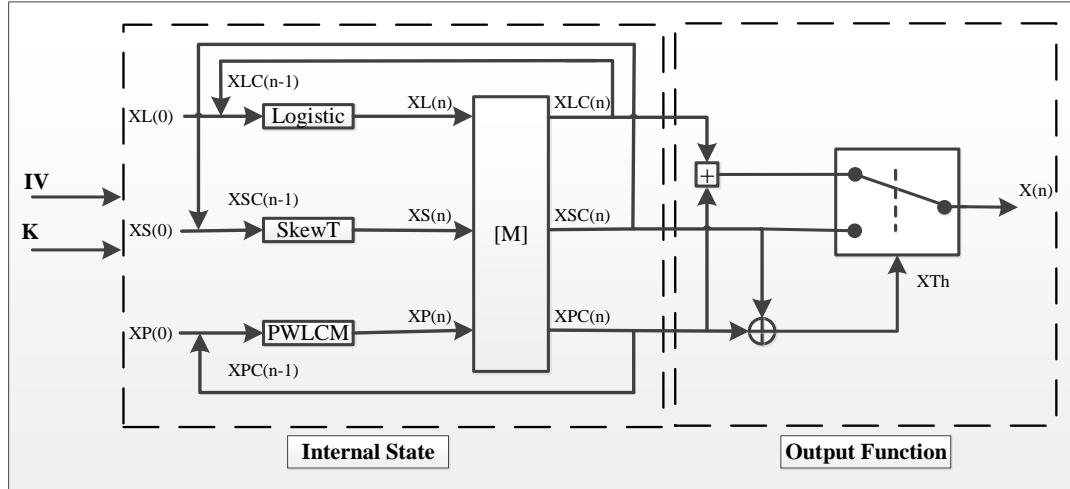 XLC(n-1)
XL(0)
Logistic
XL(n)
XLC(n)
IV
K
XSC(n-1)
XS(0)
SkewT
XS(n)
[M]
XSC(n)
XP(0)
PWLCM
XP(n)
XPC(n)
XPC(n-1)
+
X(n)
XTh
Internal State
Output Function